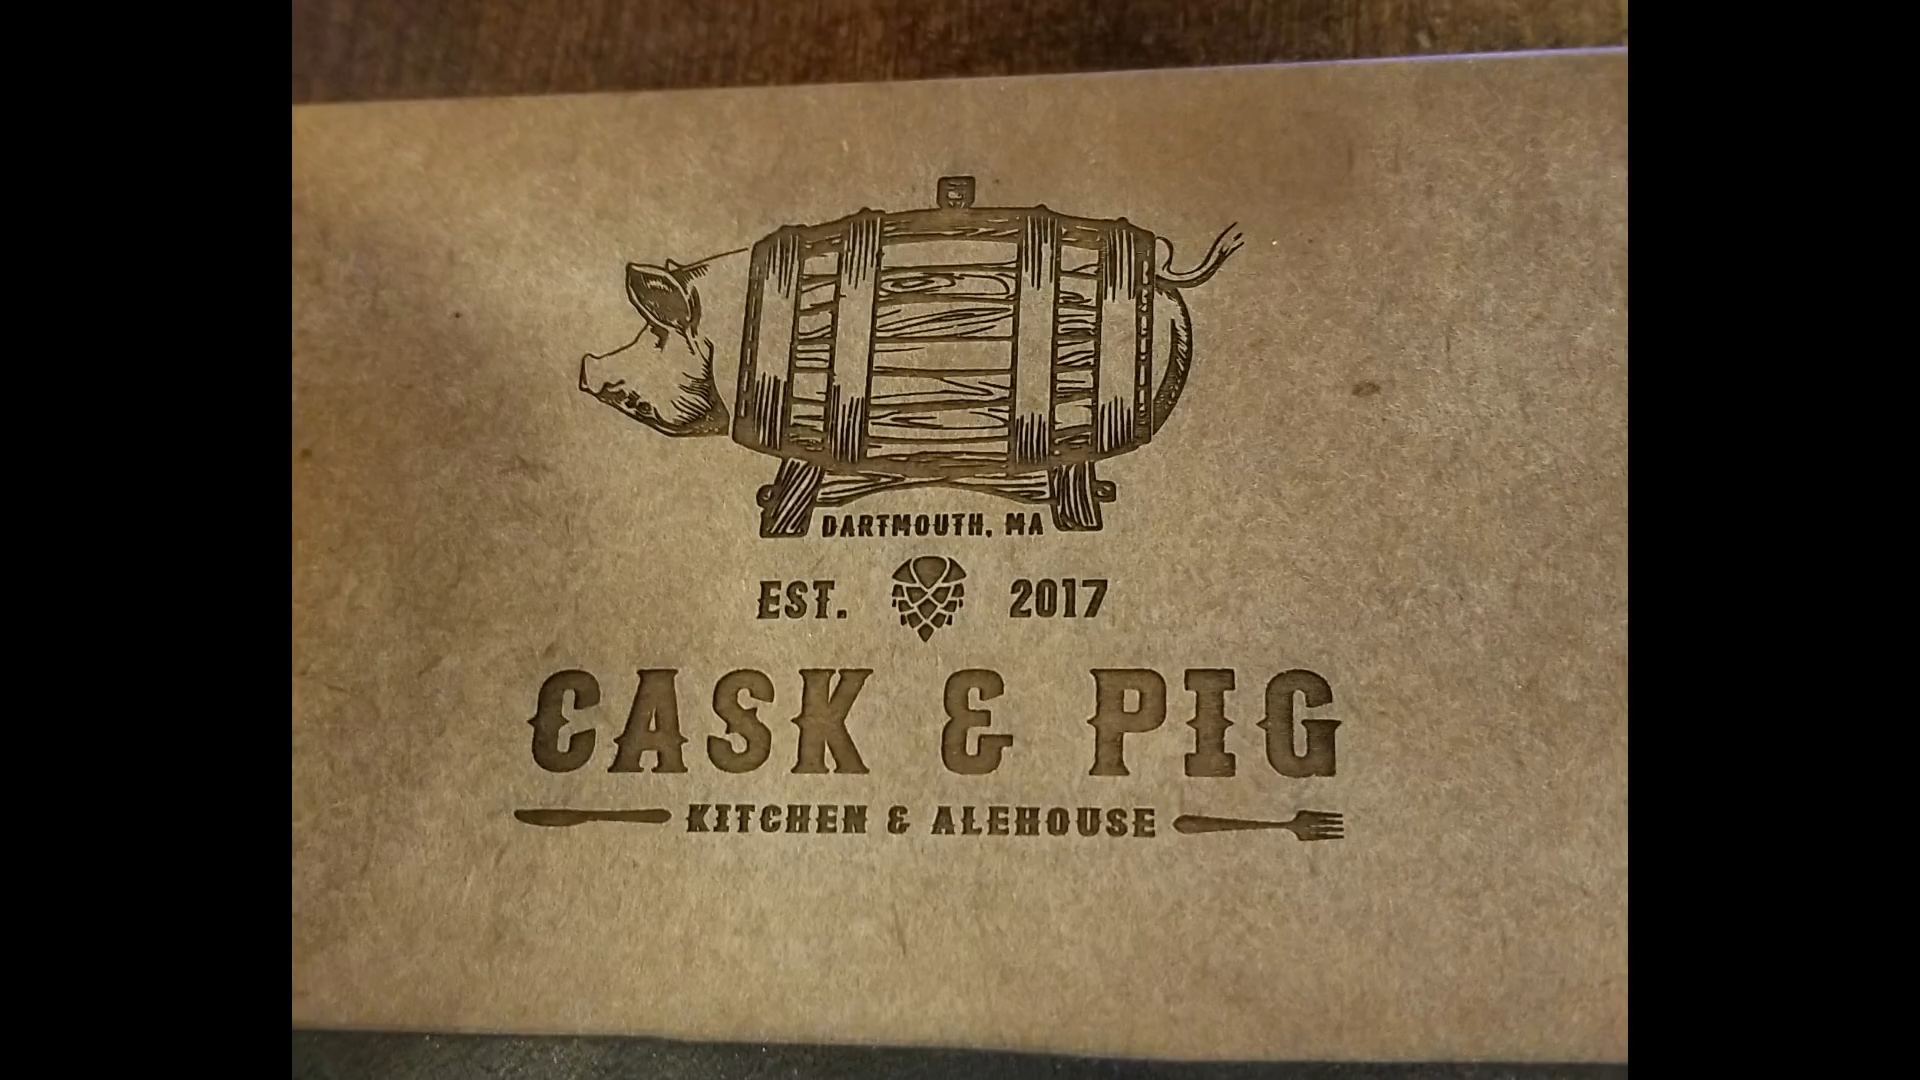 DARTMOUTH, MA
EST. 2017
CASK & PIG
KITCHEN & ALEHOUSE